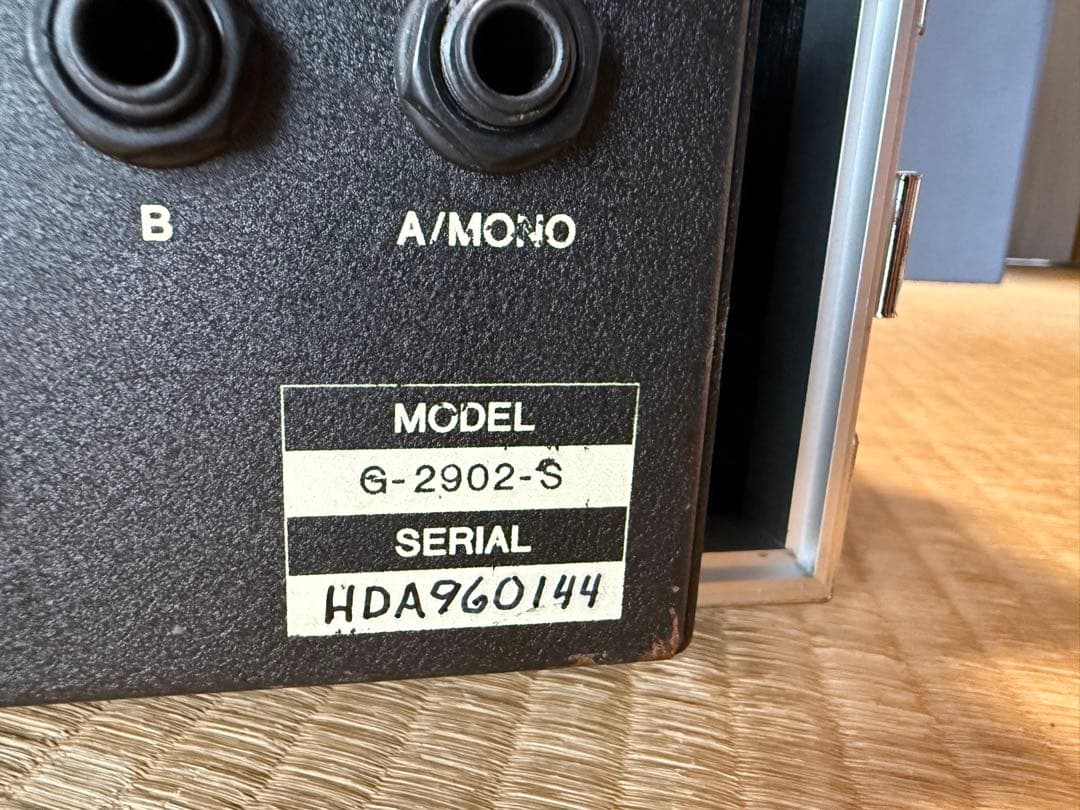 B A/MONO
MODEL
G-2902-S
SERIAL
HDA960144